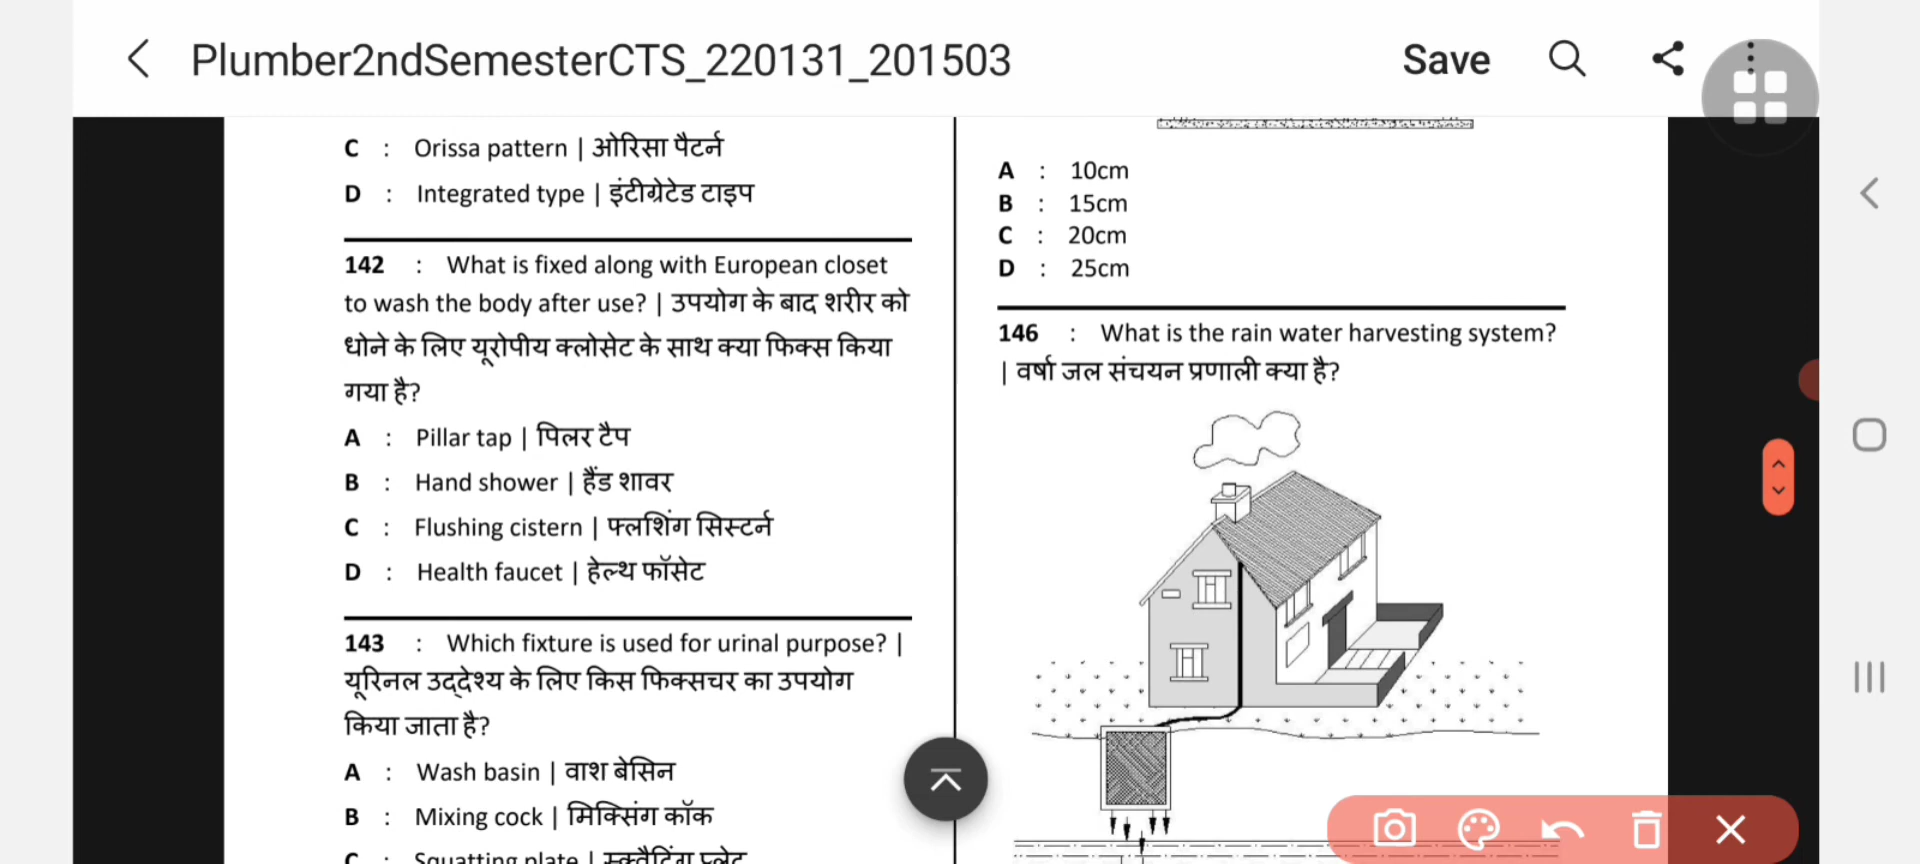 Plumber2ndSemesterCTS_220131_201503
Save
C : Orissa pattern | ओरिसा पैटर्न
D : Integrated type | इंटीग्रेटेड टाइप
142 : What is fixed along with European closet
to wash the body after use? | उपयोग के बाद शरीर को
धोने के लिए यूरोपीय क्लोसेट के साथ क्या फिक्स किया
गया है?
A : Pillar tap | पिलर टैप
B : Hand shower | हैंड शावर
C : Flushing cistern | फ्लशिंग सिस्टर्न
D : Health faucet | हेल्थ फॉसेट
143 : Which fixture is used for urinal purpose? |
यूरिनल उद्देश्य के लिए किस फिक्सचर का उपयोग
किया जाता है?
A : Wash basin | वाश बेसिन
B : Mixing cock | मिक्सिंग कॉक
C : Squatting plate | स्क्वैटिंग प्लेट
A : 10cm
B : 15cm
C : 20cm
D : 25cm
146 : What is the rain water harvesting system?
| वर्षा जल संचयन प्रणाली क्या है?